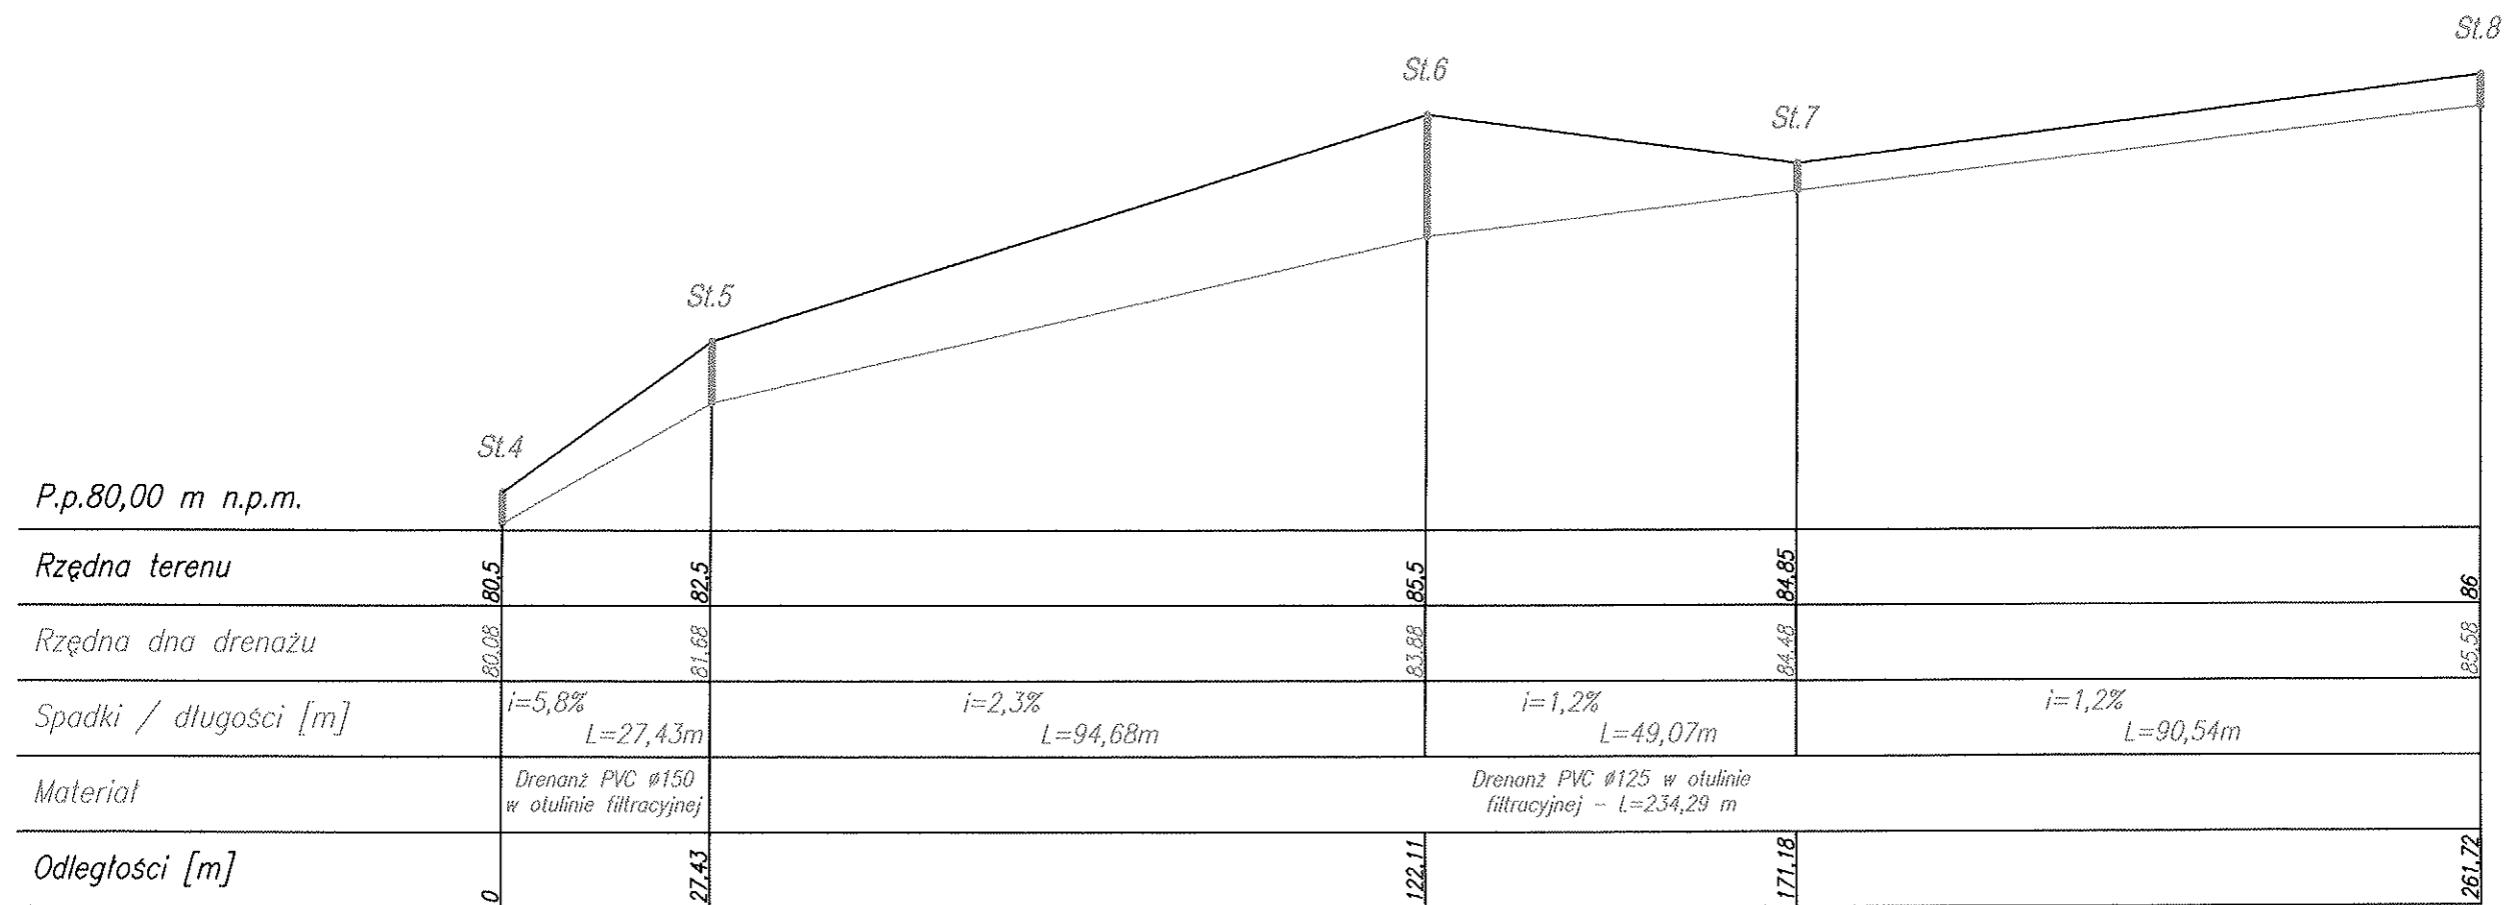 St.8
St.6
St.7
St.5
St.4
P.p.80,00 m n.p.m.
Rzędna terenu
80,5 82,5 85,5 84,85 86
Rzędna dna drenażu
80,08 81,68 83,88 84,48 85,58
Spadki / długości [m]
i=5,8% i=2,3% i=1,2% i=1,2%
L=27,43m L=94,68m L=49,07m L=90,54m
Materiał
Drenanż PVC ø150
w otulinie filtracyjnej
Drenanż PVC ø125 w otulinie
filtracyjnej - L=234,29 m
Odległości [m]
0 27,43 122,11 171,18 261,72